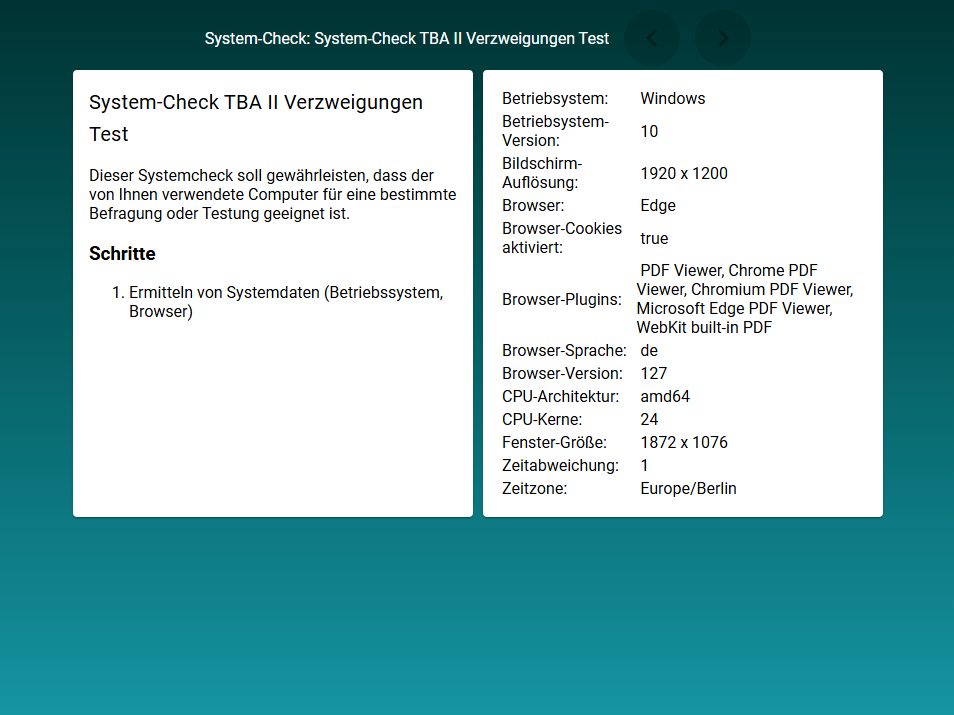 System-Check: System-Check TBA II Verzweigungen Test
System-Check TBA II Verzweigungen
Test
Dieser Systemcheck soll gewährleisten, dass der
von Ihnen verwendete Computer für eine bestimmte
Befragung oder Testung geeignet ist.
Schritte
1. Ermitteln von Systemdaten (Betriebssystem,
Browser)
Betriebsystem: Windows
Betriebsystem-
Version: 10
Bildschirm-
Auflösung: 1920 x 1200
Browser: Edge
Browser-Cookies
aktiviert: true
Browser-Plugins: PDF Viewer, Chrome PDF
Viewer, Chromium PDF Viewer,
Microsoft Edge PDF Viewer,
WebKit built-in PDF
Browser-Sprache: de
Browser-Version: 127
CPU-Architektur: amd64
CPU-Kerne: 24
Fenster-Größe: 1872 x 1076
Zeitabweichung: 1
Zeitzone: Europe/Berlin